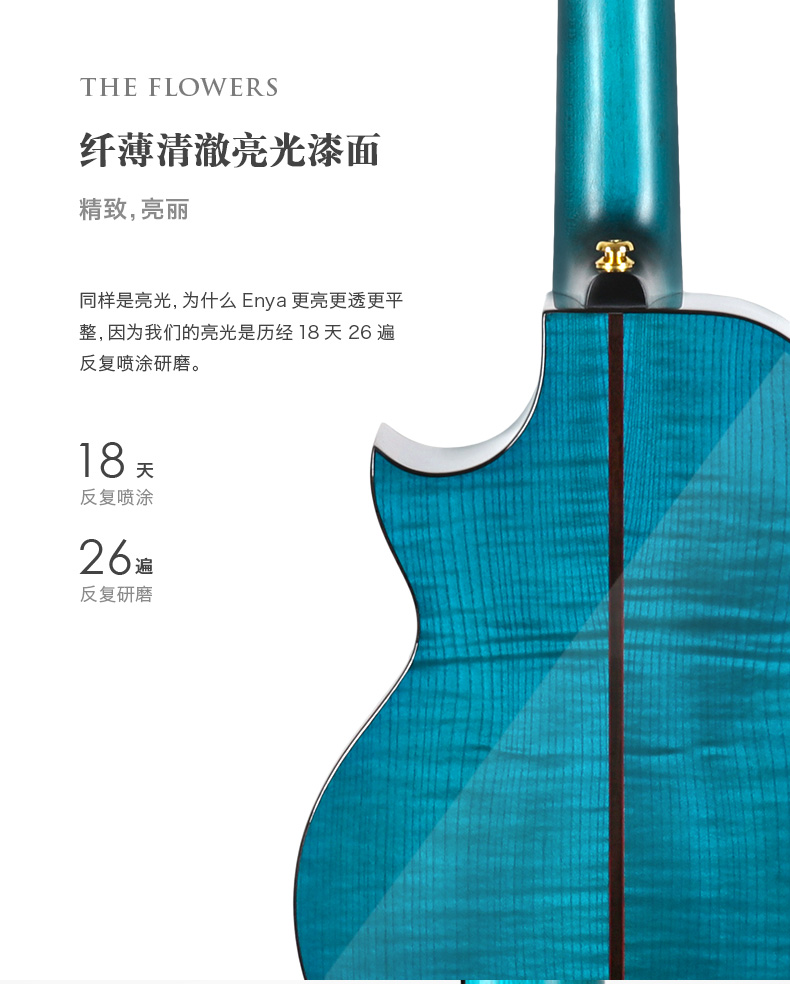 THE FLOWERS
纤薄清澈亮光漆面
精致,亮丽
同样是亮光,为什么 Enya 更亮更透更平
整,因为我们的亮光是历经 18 天 26 遍
反复喷涂研磨。
18 天
反复喷涂
26遍
反复研磨